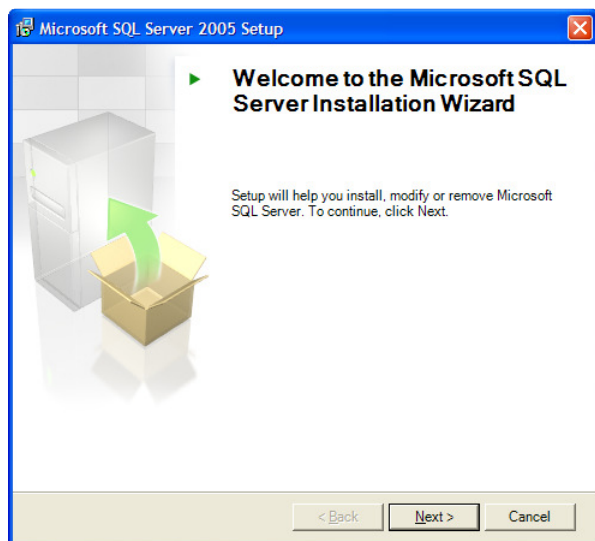 Microsoft SQL Server 2005 Setup
Welcome to the Microsoft SQL
Server Installation Wizard
Setup will help you install, modify or remove Microsoft
SQL Server. To continue, click Next.
< Back
Next >
Cancel